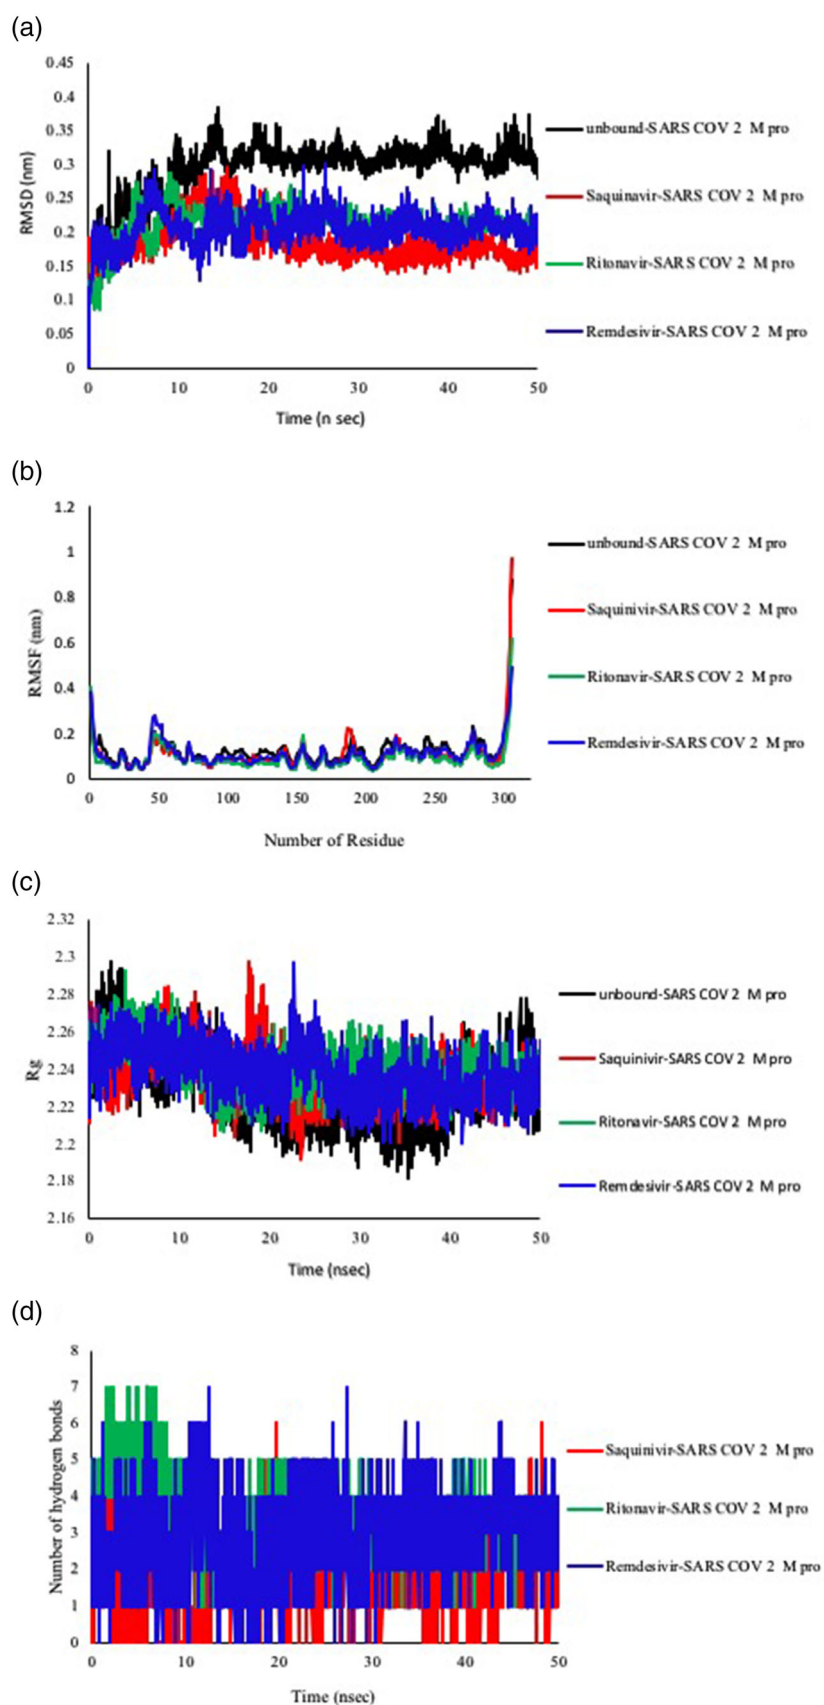 (a)
0.45
0.4
0.35
0.3
0.25
0.2
0.15
0.1
0.05
0
RMSD (nm)
0 10 20 30 40 50
Time (n sec)
unbound-SARS COV 2 M pro
Saquinavir-SARS COV 2 M pro
Ritonavir-SARS COV 2 M pro
Remdesivir-SARS COV 2 M pro
(b)
1.2
1
0.8
0.6
0.4
0.2
0
RMSF (nm)
0 50 100 150 200 250 300
Number of Residue
unbound-SARS COV 2 M pro
Saquinivir-SARS COV 2 M pro
Ritonavir-SARS COV 2 M pro
Remdesivir-SARS COV 2 M pro
(c)
2.32
2.3
2.28
2.26
2.24
2.22
2.2
2.18
2.16
Rg
0 10 20 30 40 50
Time (nsec)
unbound-SARS COV 2 M pro
Saquinivir-SARS COV 2 M pro
Ritonavir-SARS COV 2 M pro
Remdesivir-SARS COV 2 M pro
(d)
8
7
6
5
4
3
2
1
0
Number of hydrogen bonds
0 10 20 30 40 50
Time (nsec)
Saquinivir-SARS COV 2 M pro
Ritonavir-SARS COV 2 M pro
Remdesivir-SARS COV 2 M pro